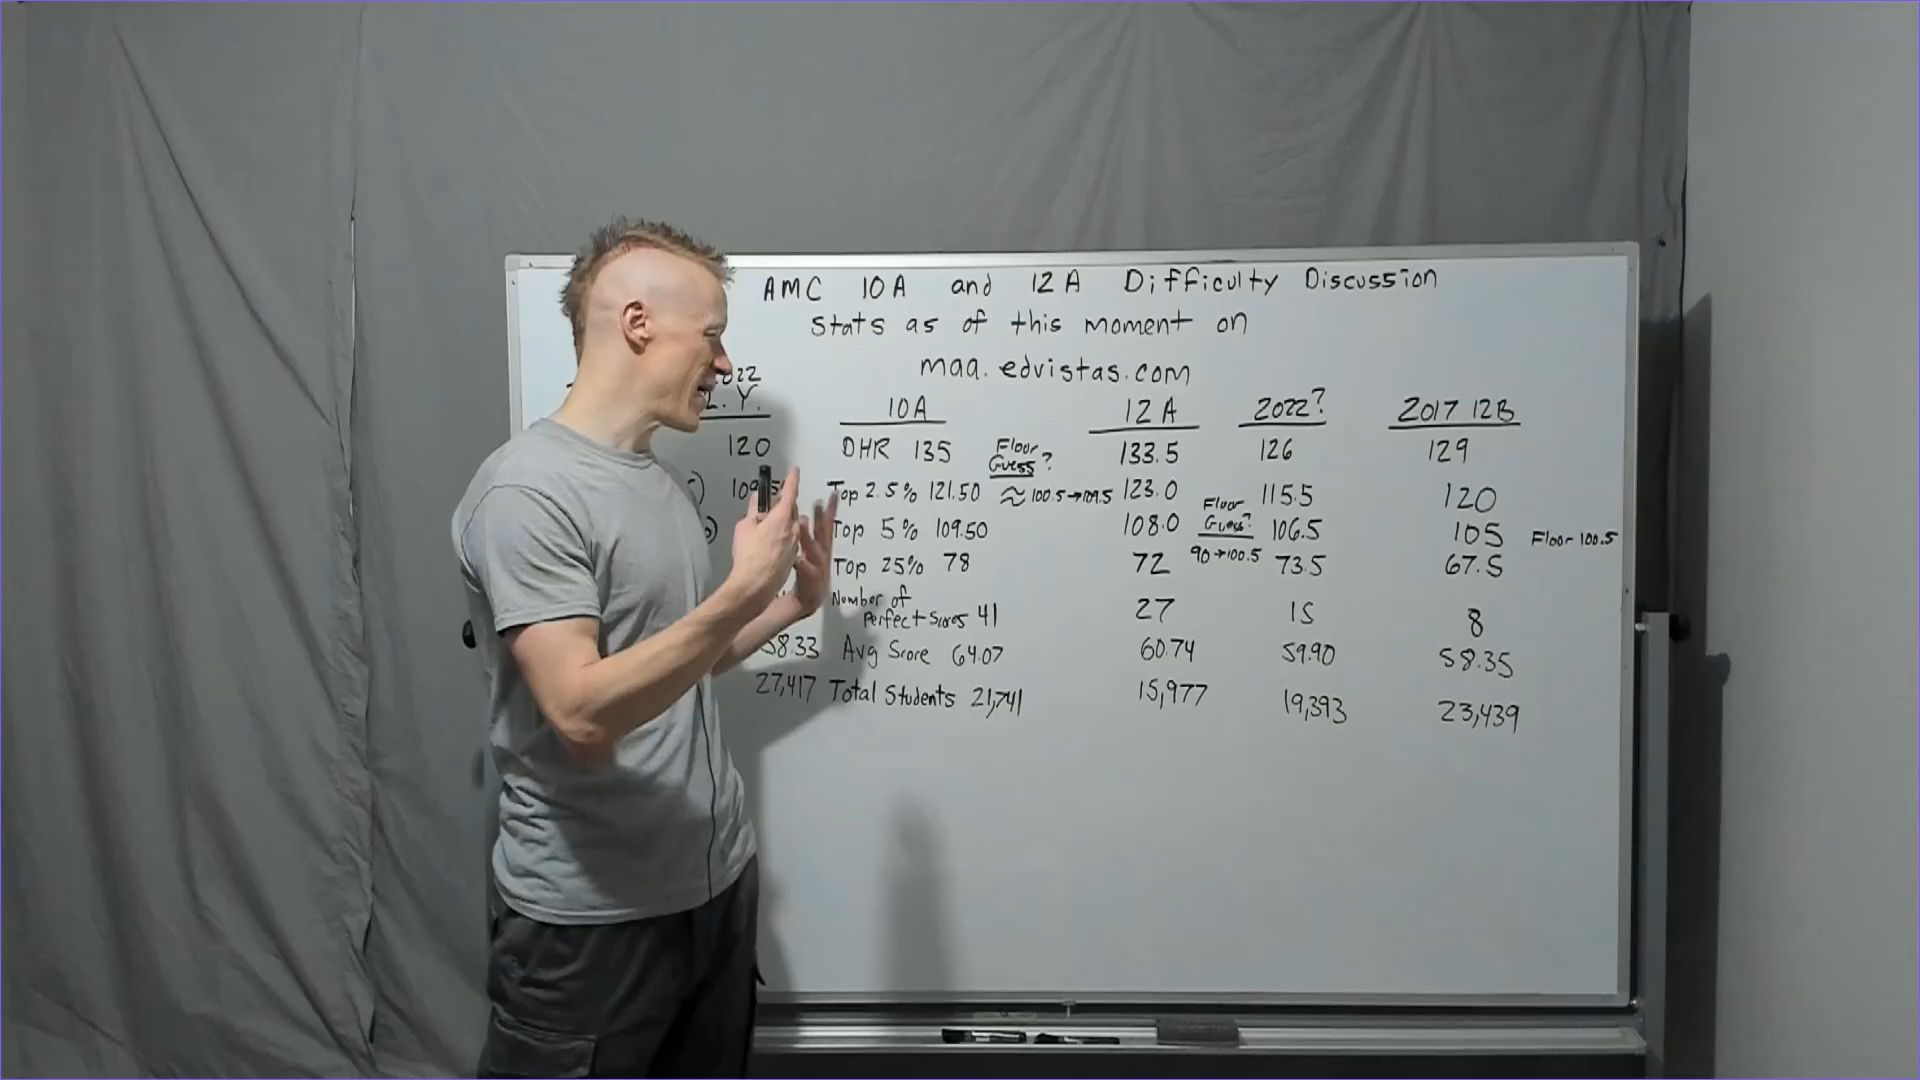 AMC 10A and 12A Difficulty Discussion
Stats as of this moment on
maa.edvistas.com
L.Y. 10A 12A 2022? 2017 12B
120 DHR 135 Floor Guess? 133.5 126 129
Top 2.5% 121.50 ≈ 100.5→109.5 123.0 Floor Guess? 115.5 120
Top 5% 109.50 108.0 90→100.5 106.5 105 Floor 100.5
Top 25% 78 72 73.5 67.5
Number of Perfect Scores 41 27 15 8
58.33 Avg Score 64.07 60.74 59.90 58.35
27,417 Total Students 21,741 15,977 19,393 23,439